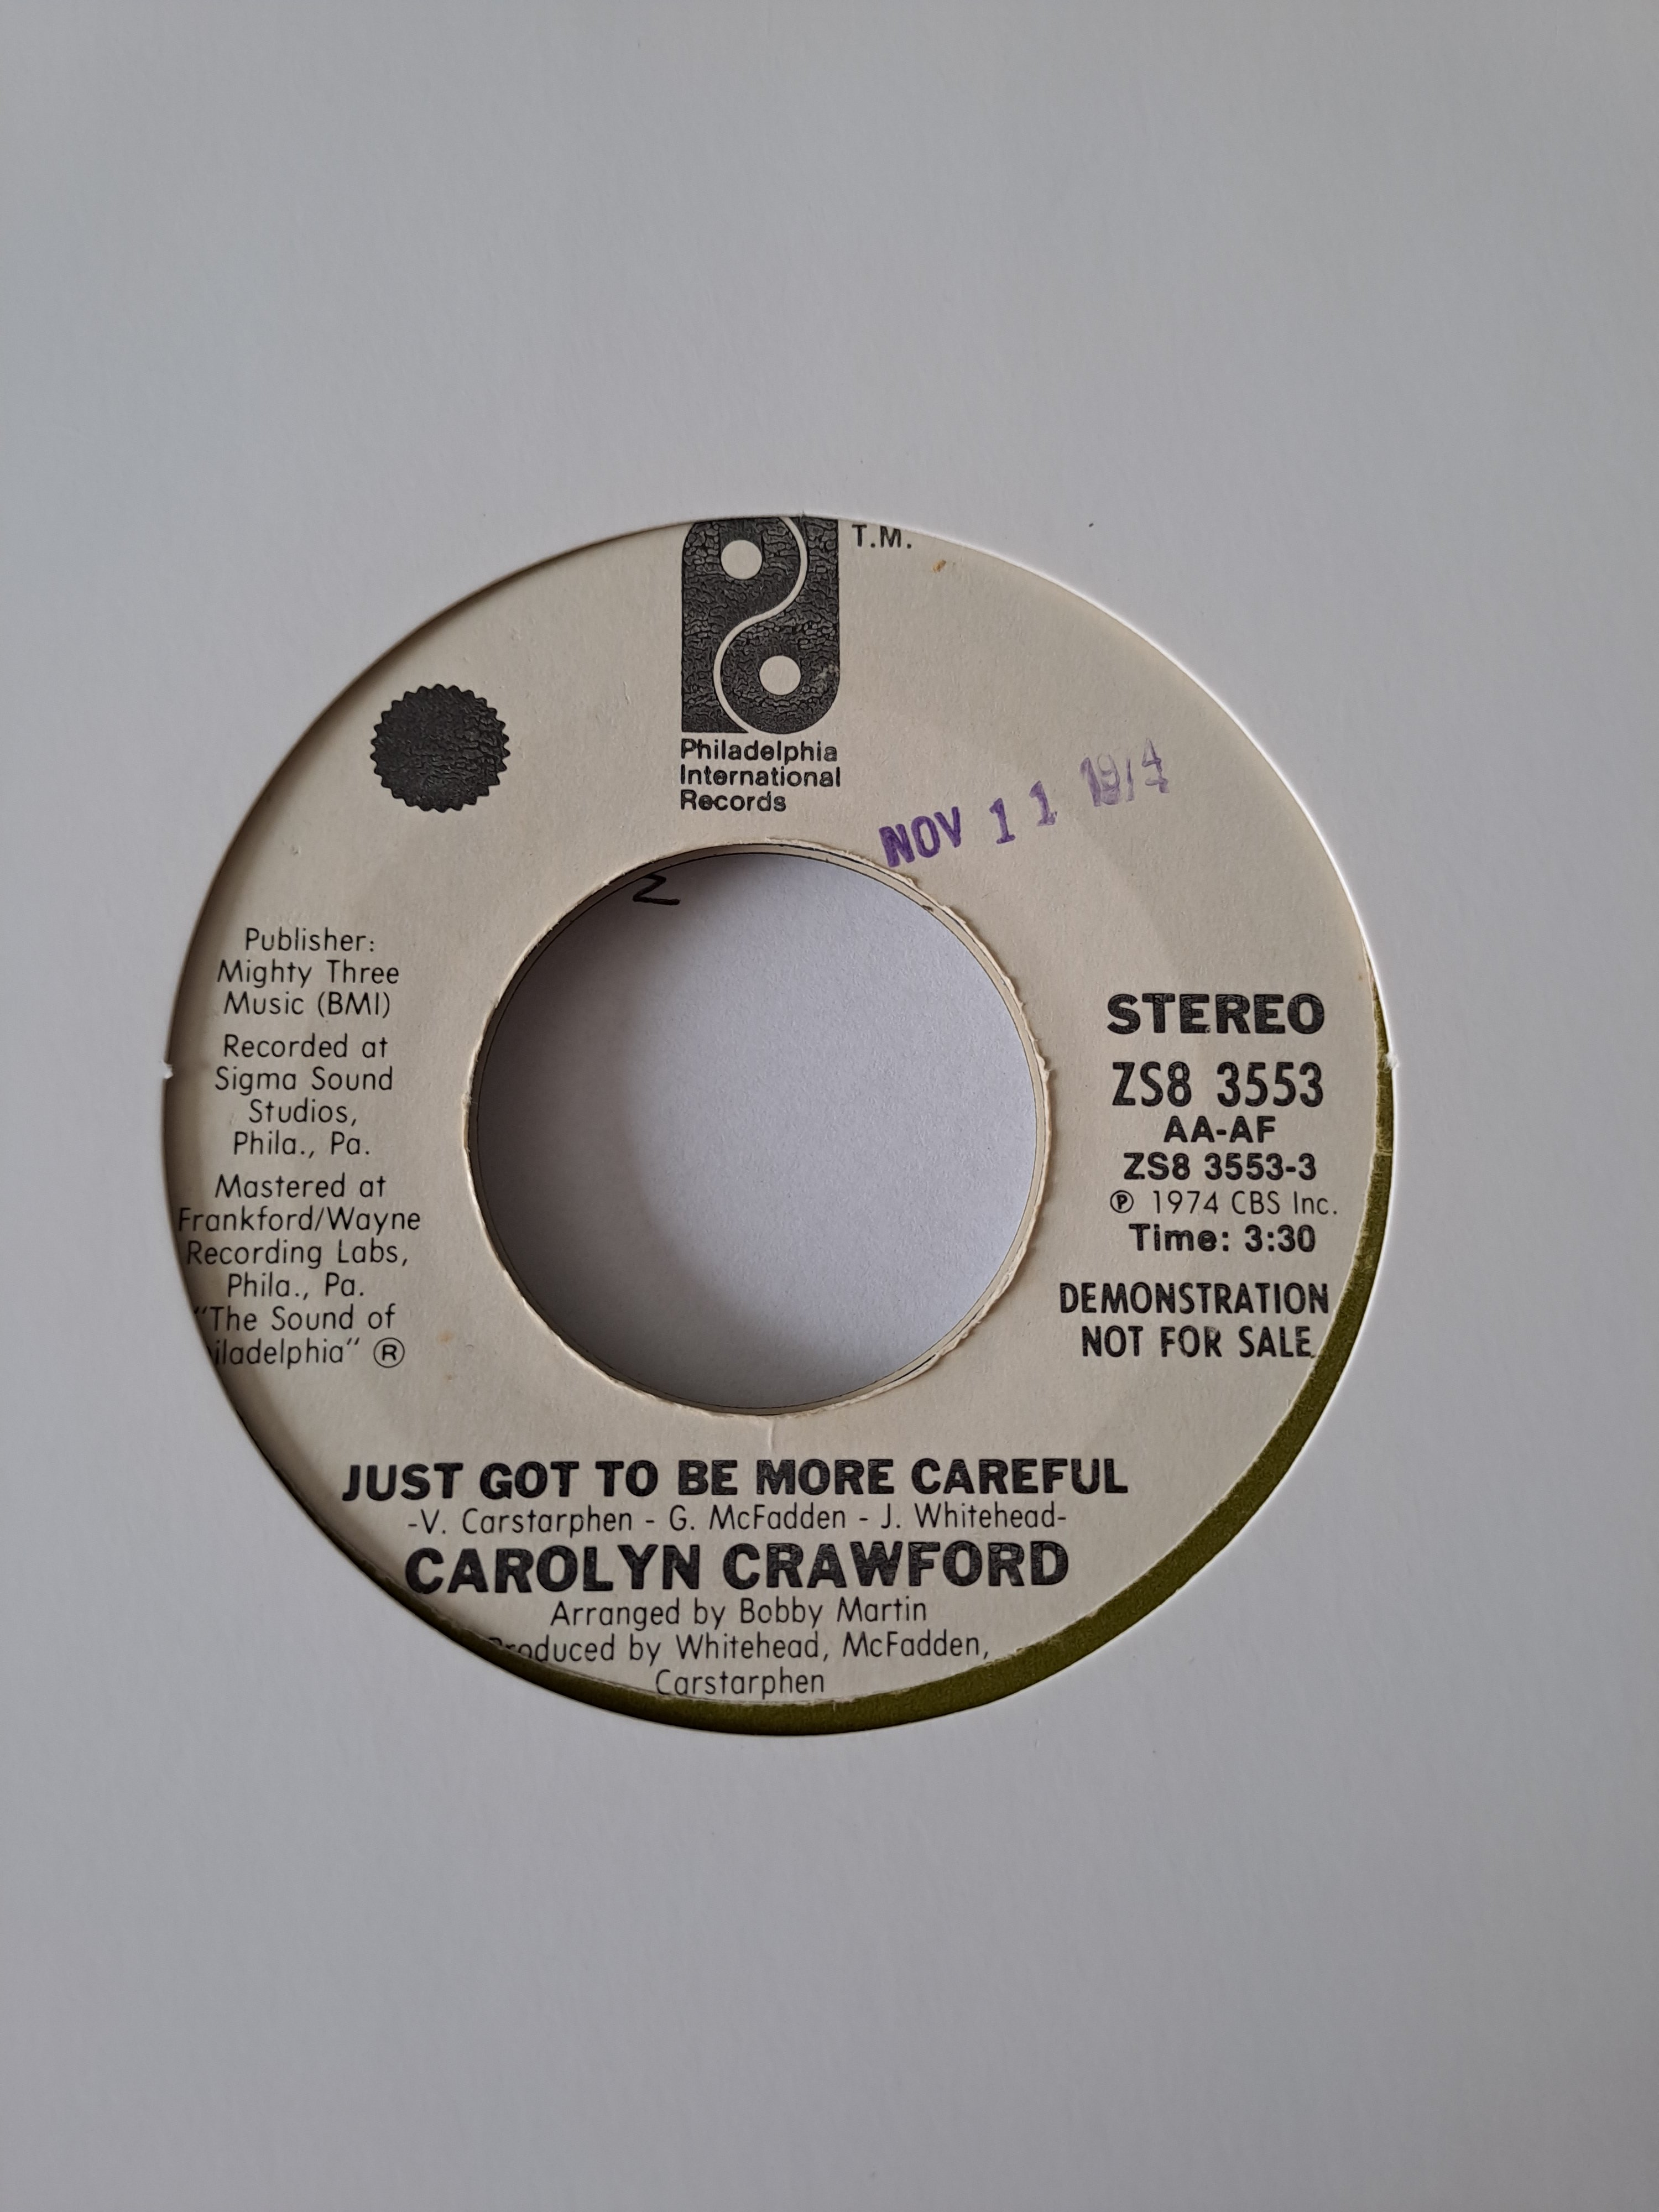 T.M.
Philadelphia
International
Records
NOV 11 1974
2
Publisher:
Mighty Three
Music (BMI)
Recorded at
Sigma Sound
Studios,
Phila., Pa.
Mastered at
Frankford/Wayne
Recording Labs,
Phila., Pa.
"The Sound of
iladelphia" ®
STEREO
ZS8 3553
AA-AF
ZS8 3553-3
℗ 1974 CBS Inc.
Time: 3:30
DEMONSTRATION
NOT FOR SALE
JUST GOT TO BE MORE CAREFUL
-V. Carstarphen - G. McFadden - J. Whitehead-
CAROLYN CRAWFORD
Arranged by Bobby Martin
Produced by Whitehead, McFadden,
Carstarphen